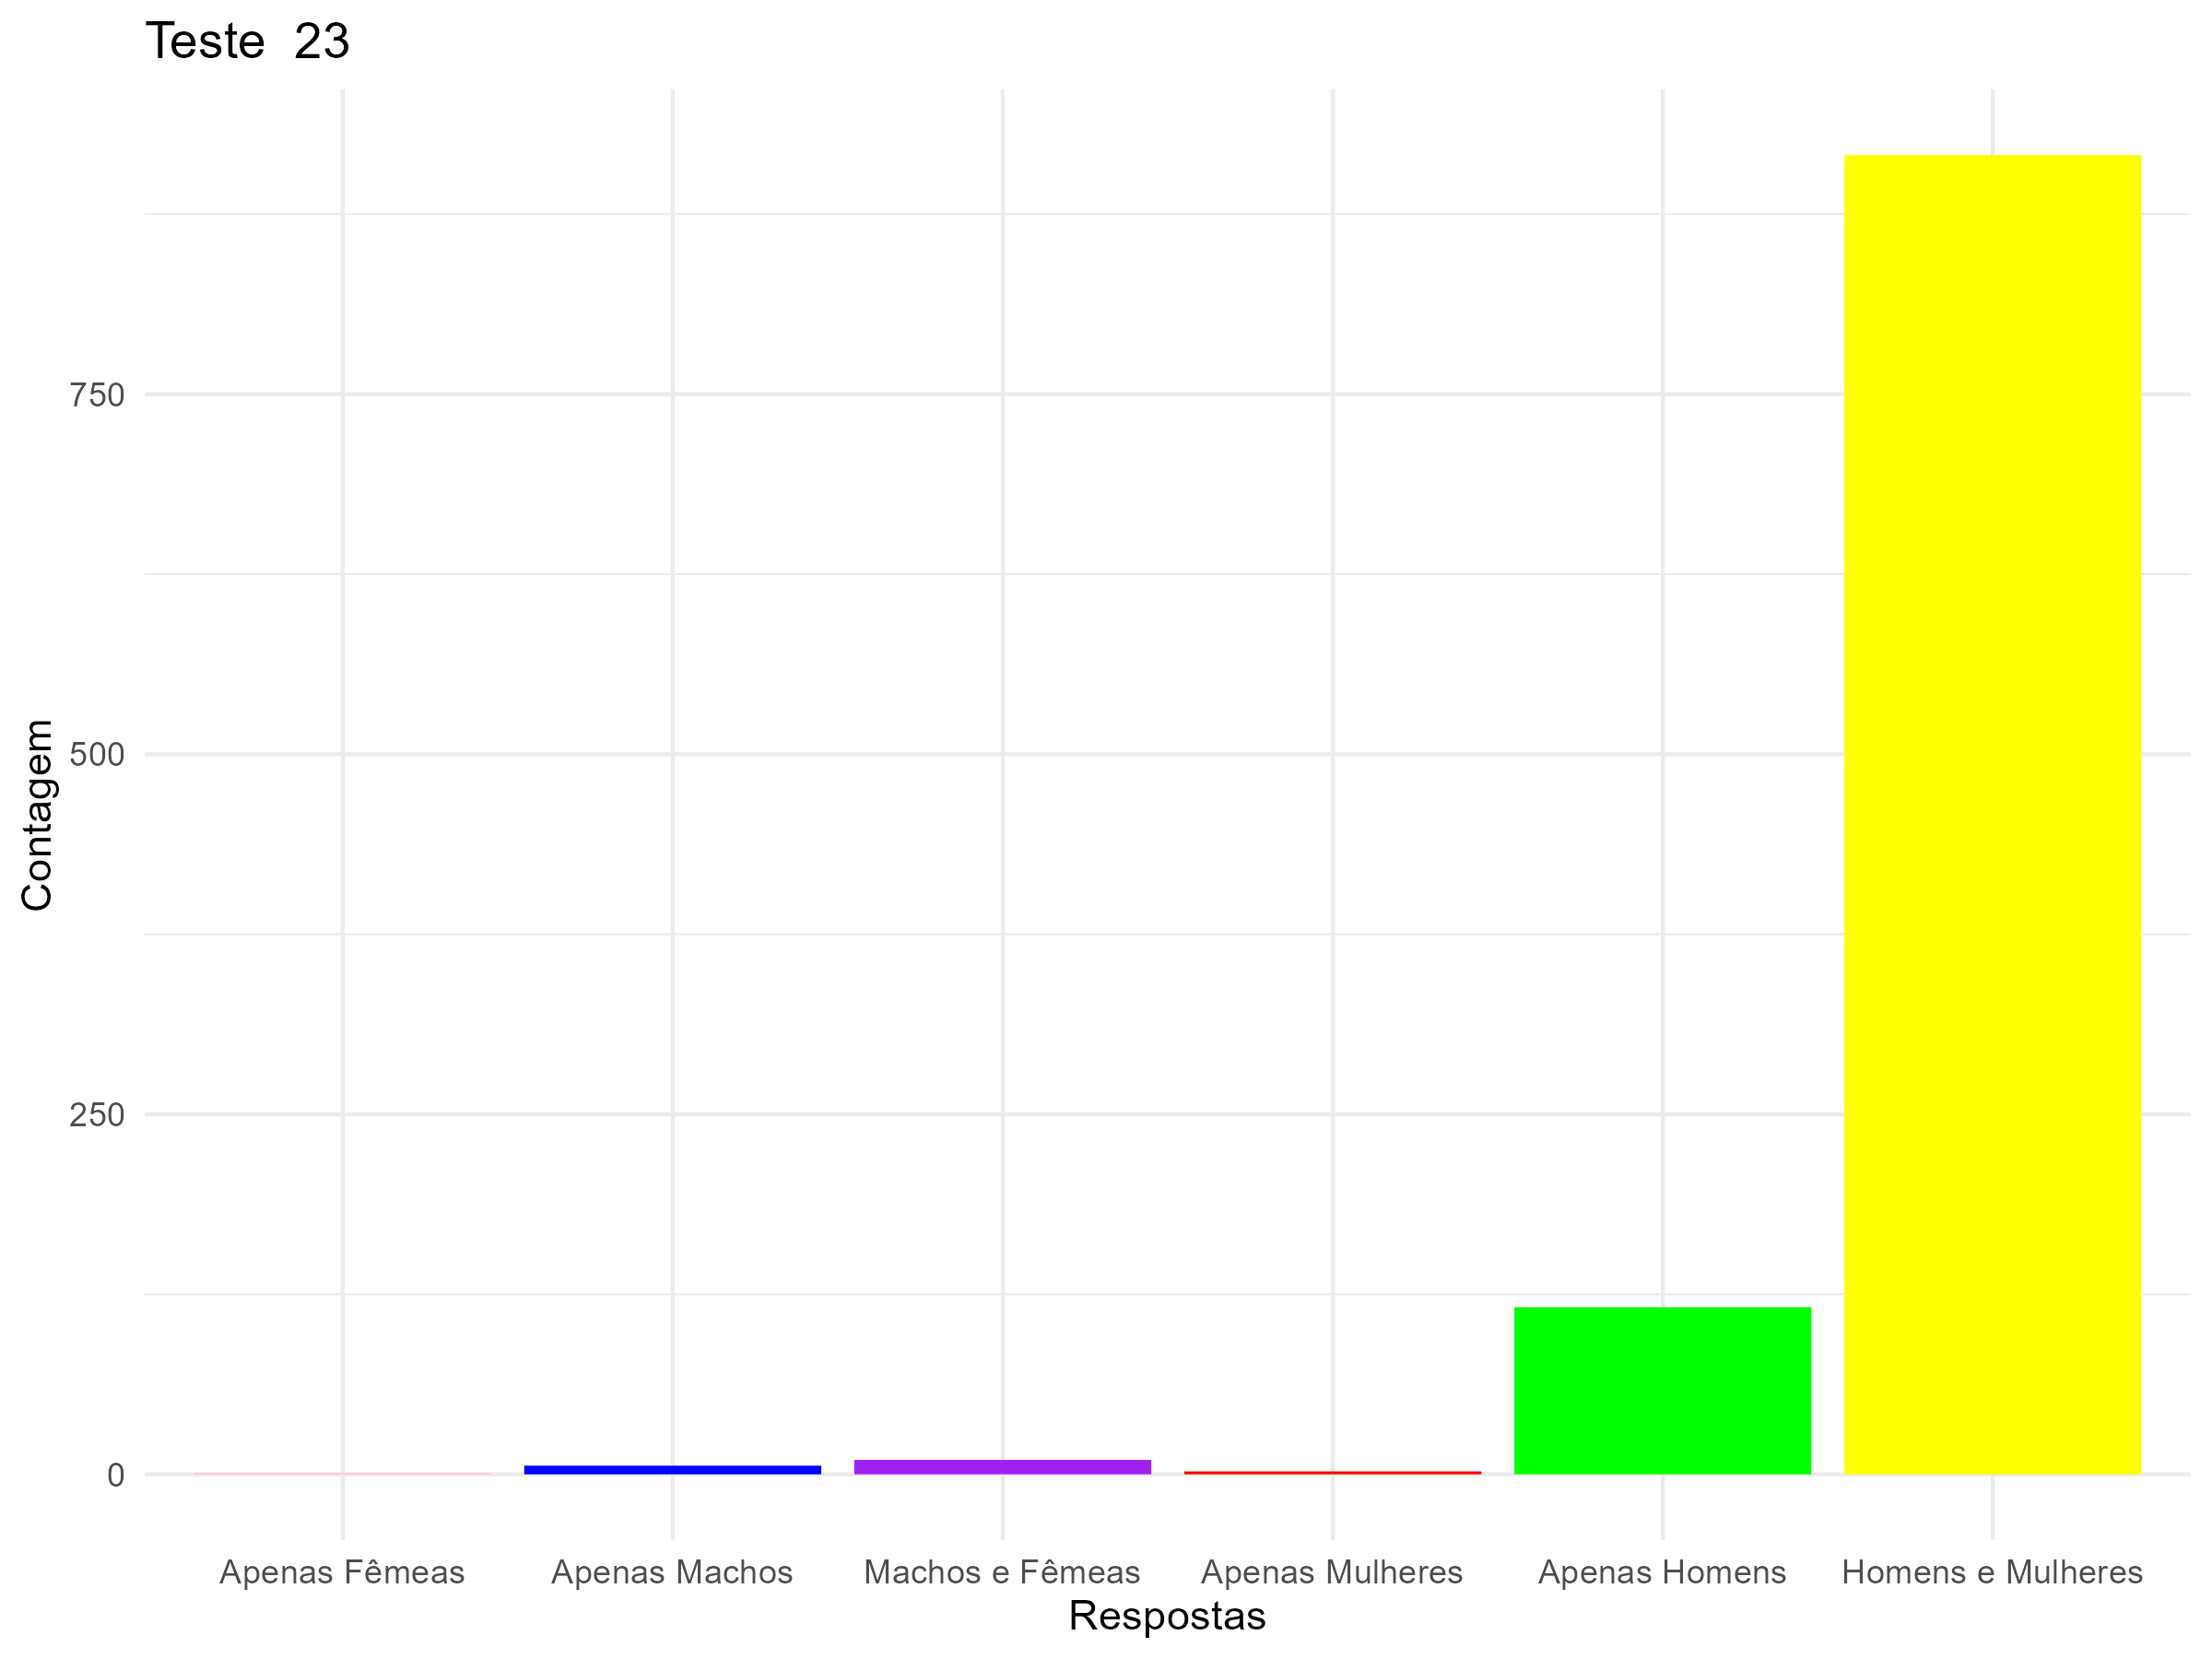 Teste  23
Contagem
750
500
250
0
Apenas Fêmeas
Apenas Machos
Machos e Fêmeas
Apenas Mulheres
Apenas Homens
Homens e Mulheres
Respostas